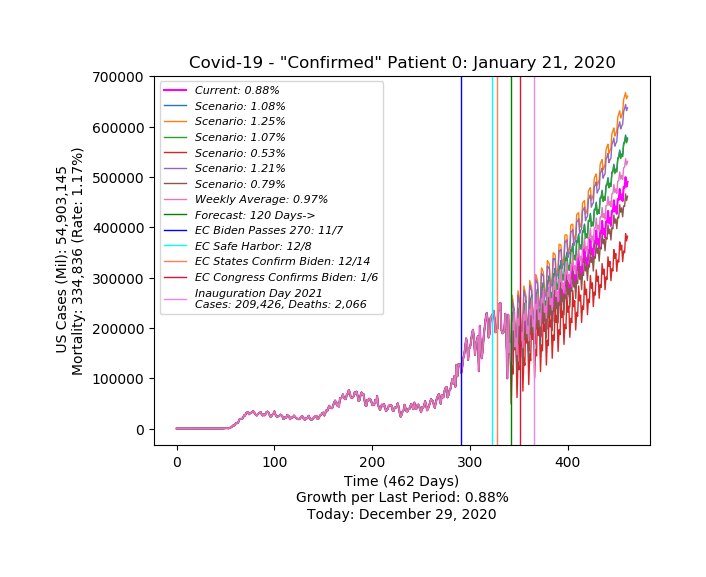 Covid-19 - "Confirmed" Patient 0: January 21, 2020
700000
600000
500000
400000
300000
200000
100000
0
US Cases (Mil): 54,903,145
Mortality: 334,836 (Rate: 1.17%)
Current: 0.88%
Scenario: 1.08%
Scenario: 1.25%
Scenario: 1.07%
Scenario: 0.53%
Scenario: 1.21%
Scenario: 0.79%
Weekly Average: 0.97%
Forecast: 120 Days->
EC Biden Passes 270: 11/7
EC Safe Harbor: 12/8
EC States Confirm Biden: 12/14
EC Congress Confirms Biden: 1/6
Inauguration Day 2021
Cases: 209,426, Deaths: 2,066
0 100 200 300 400
Time (462 Days)
Growth per Last Period: 0.88%
Today: December 29, 2020